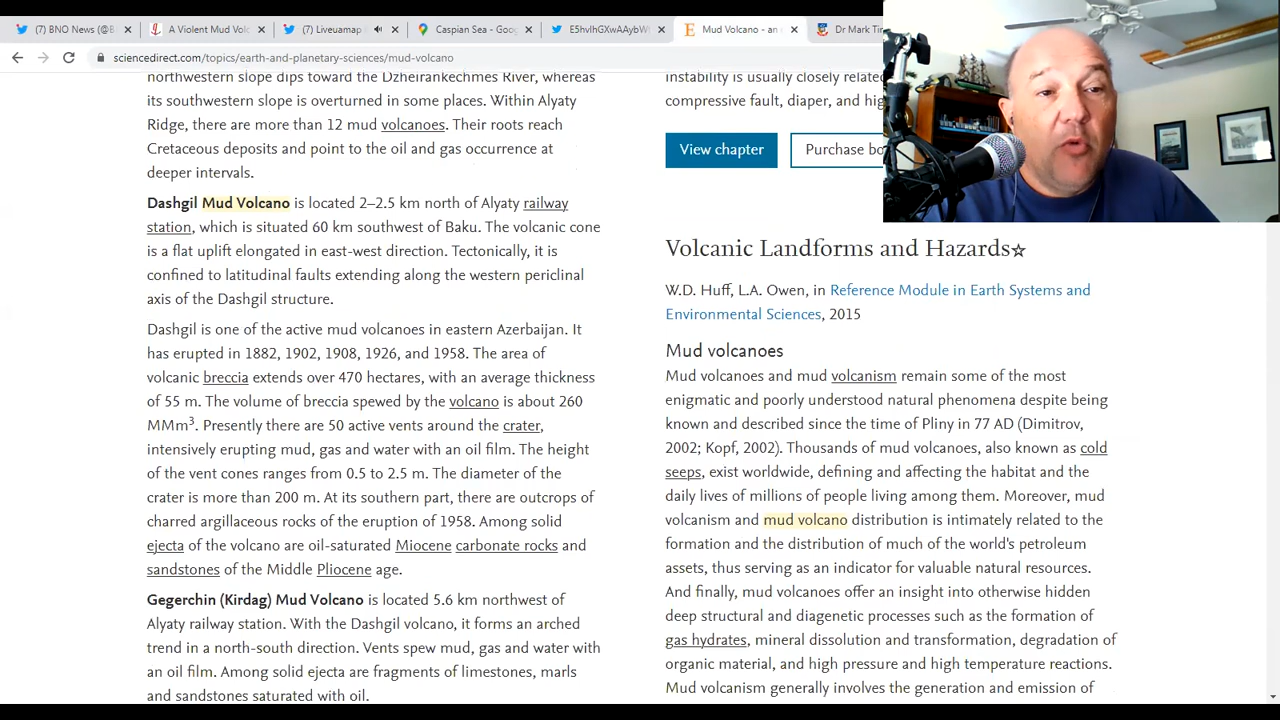 (7) BNO News (@B
A Violent Mud Volc
(7) Liveuamap
Caspian Sea - Goog
E5hvIhGXwAAybW
Mud Volcano - an
Dr Mark Tin
sciencedirect.com/topics/earth-and-planetary-sciences/mud-volcano
northwestern slope dips toward the Dzheirankechmes River, whereas
its southwestern slope is overturned in some places. Within Alyaty
Ridge, there are more than 12 mud volcanoes. Their roots reach
Cretaceous deposits and point to the oil and gas occurrence at
deeper intervals.
Dashgil Mud Volcano is located 2–2.5 km north of Alyaty railway
station, which is situated 60 km southwest of Baku. The volcanic cone
is a flat uplift elongated in east-west direction. Tectonically, it is
confined to latitudinal faults extending along the western periclinal
axis of the Dashgil structure.
Dashgil is one of the active mud volcanoes in eastern Azerbaijan. It
has erupted in 1882, 1902, 1908, 1926, and 1958. The area of
volcanic breccia extends over 470 hectares, with an average thickness
of 55 m. The volume of breccia spewed by the volcano is about 260
MMm³. Presently there are 50 active vents around the crater,
intensively erupting mud, gas and water with an oil film. The height
of the vent cones ranges from 0.5 to 2.5 m. The diameter of the
crater is more than 200 m. At its southern part, there are outcrops of
charred argillaceous rocks of the eruption of 1958. Among solid
ejecta of the volcano are oil-saturated Miocene carbonate rocks and
sandstones of the Middle Pliocene age.
Gegerchin (Kirdag) Mud Volcano is located 5.6 km northwest of
Alyaty railway station. With the Dashgil volcano, it forms an arched
trend in a north-south direction. Vents spew mud, gas and water with
an oil film. Among solid ejecta are fragments of limestones, marls
and sandstones saturated with oil.
instability is usually closely relate
compressive fault, diaper, and hig
View chapter
Purchase bo
Volcanic Landforms and Hazards☆
W.D. Huff, L.A. Owen, in Reference Module in Earth Systems and
Environmental Sciences, 2015
Mud volcanoes
Mud volcanoes and mud volcanism remain some of the most
enigmatic and poorly understood natural phenomena despite being
known and described since the time of Pliny in 77 AD (Dimitrov,
2002; Kopf, 2002). Thousands of mud volcanoes, also known as cold
seeps, exist worldwide, defining and affecting the habitat and the
daily lives of millions of people living among them. Moreover, mud
volcanism and mud volcano distribution is intimately related to the
formation and the distribution of much of the world's petroleum
assets, thus serving as an indicator for valuable natural resources.
And finally, mud volcanoes offer an insight into otherwise hidden
deep structural and diagenetic processes such as the formation of
gas hydrates, mineral dissolution and transformation, degradation of
organic material, and high pressure and high temperature reactions.
Mud volcanism generally involves the generation and emission of